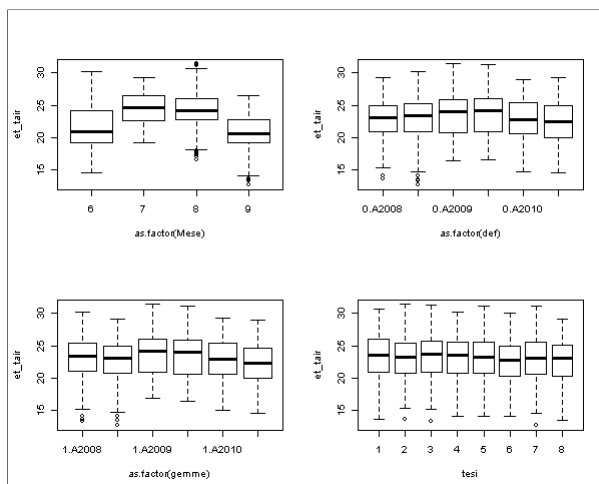 et_tair
30
25
20
15
6 7 8 9
as.factor(Mese)
et_tair
30
25
20
15
0.A2008 0.A2009 0.A2010
as.factor(def)
et_tair
30
25
20
15
1.A2008 1.A2009 1.A2010
as.factor(gemme)
et_tair
30
25
20
15
1 2 3 4 5 6 7 8
tesi